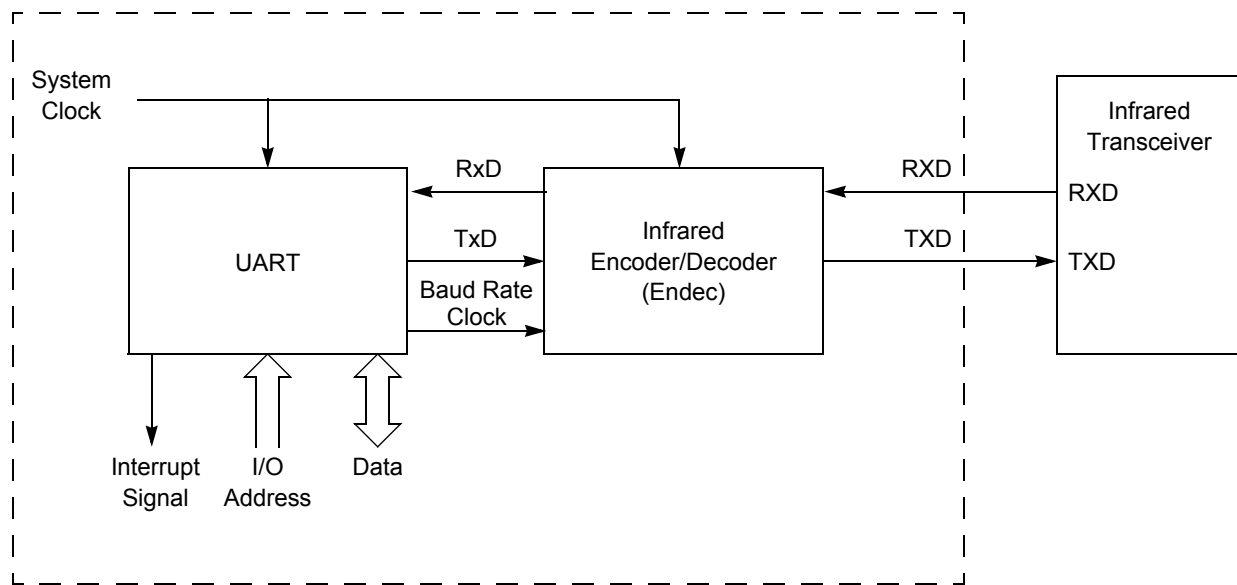 System
Clock
Infrared
Transceiver
RxD
RXD
RXD
TxD
UART
Infrared
Encoder/Decoder
(Endec)
TXD
TXD
Baud Rate
Clock
Interrupt
Signal
I/O
Address
Data